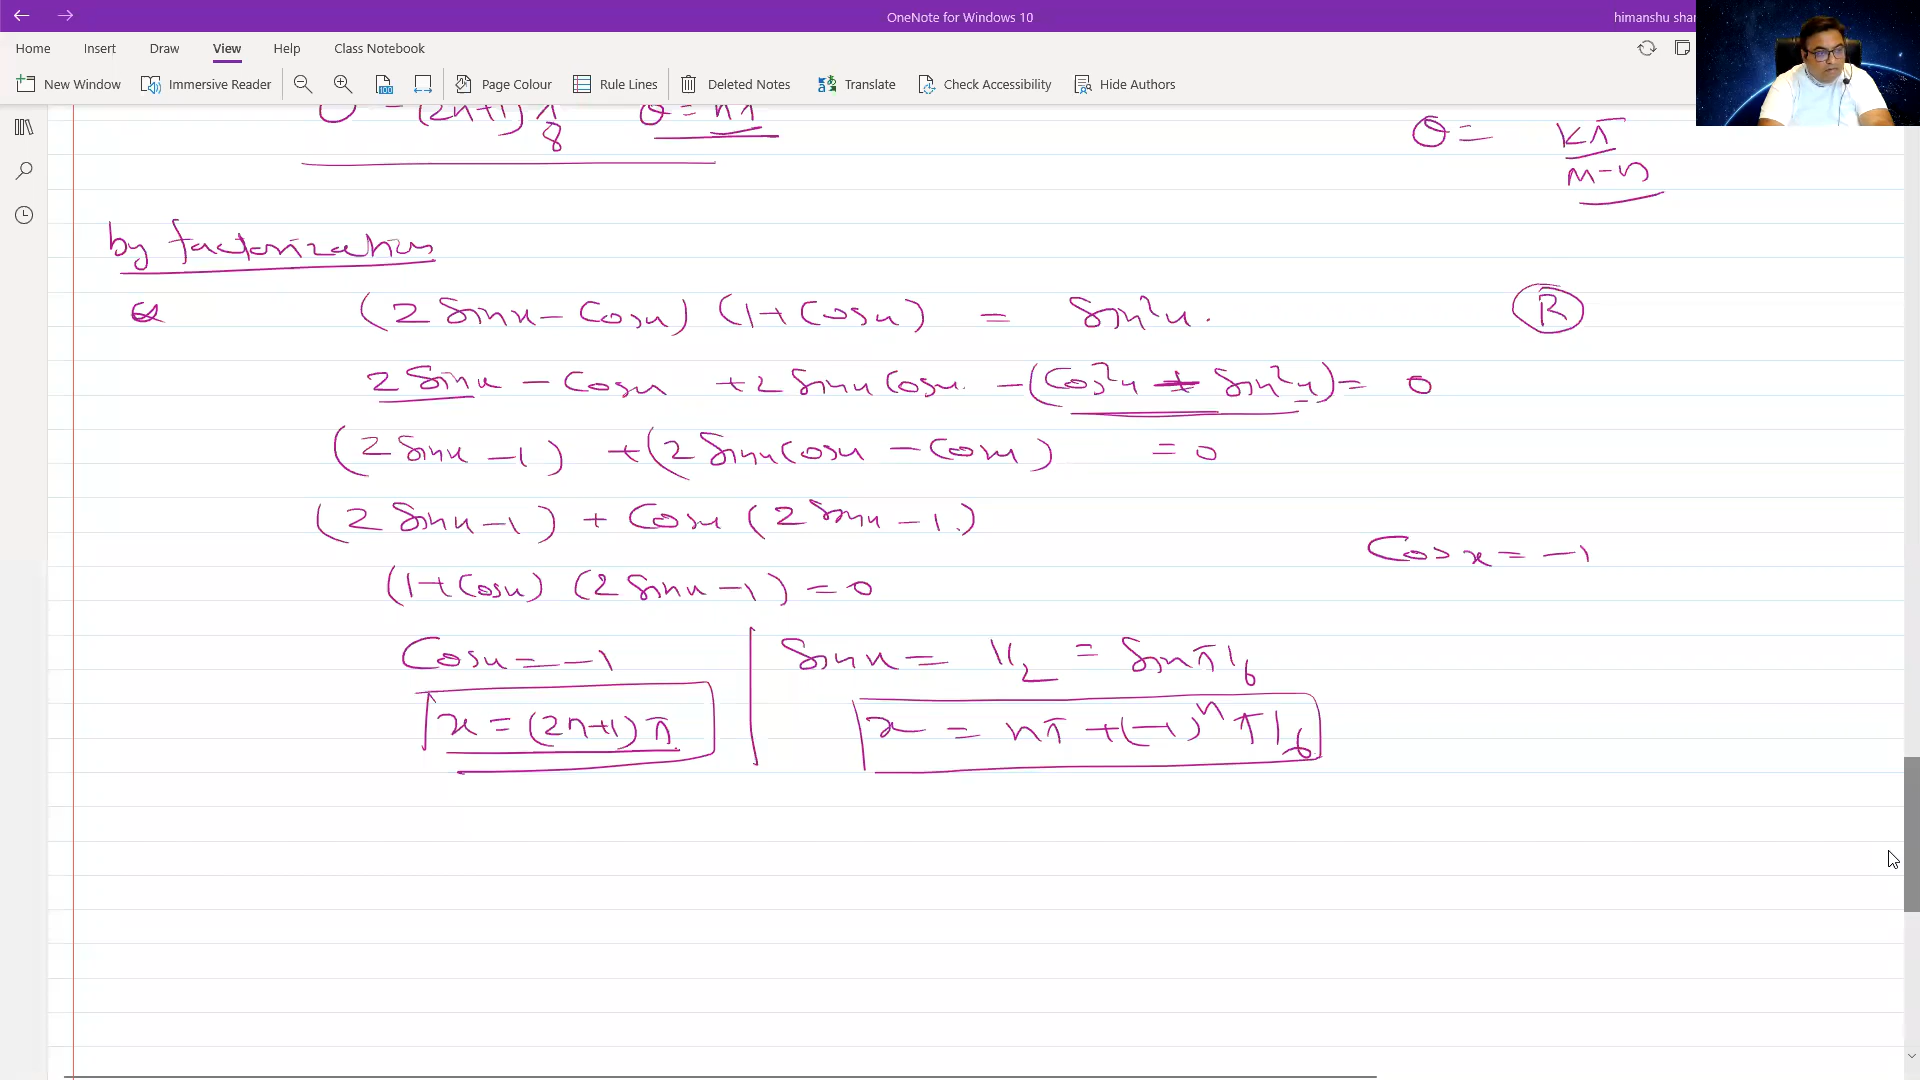 OneNote for Windows 10
himanshu shar
Home Insert Draw View Help Class Notebook
New Window Immersive Reader 100 Page Colour Rule Lines Deleted Notes Translate Check Accessibility Hide Authors
θ = (2n+1) π/8 θ = nπ
θ = kπ/(m-n)
by factorization
Q (2 Sinx - Cosx) (1 + Cosx) = Sin²x. R
2 Sinx - Cosx + 2 Sinx Cosx - (Cos²x + Sin²x) = 0
(2 Sinx - 1) + (2 Sinx Cosx - Cosx) = 0
(2 Sinx - 1) + Cosx (2 Sinx - 1)
Cos x = -1
(1 + Cosx) (2 Sinx - 1) = 0
Cosx = -1 Sinx = 1/2 = Sin π/6
x = (2n+1) π x = nπ + (-1)ⁿ π/6